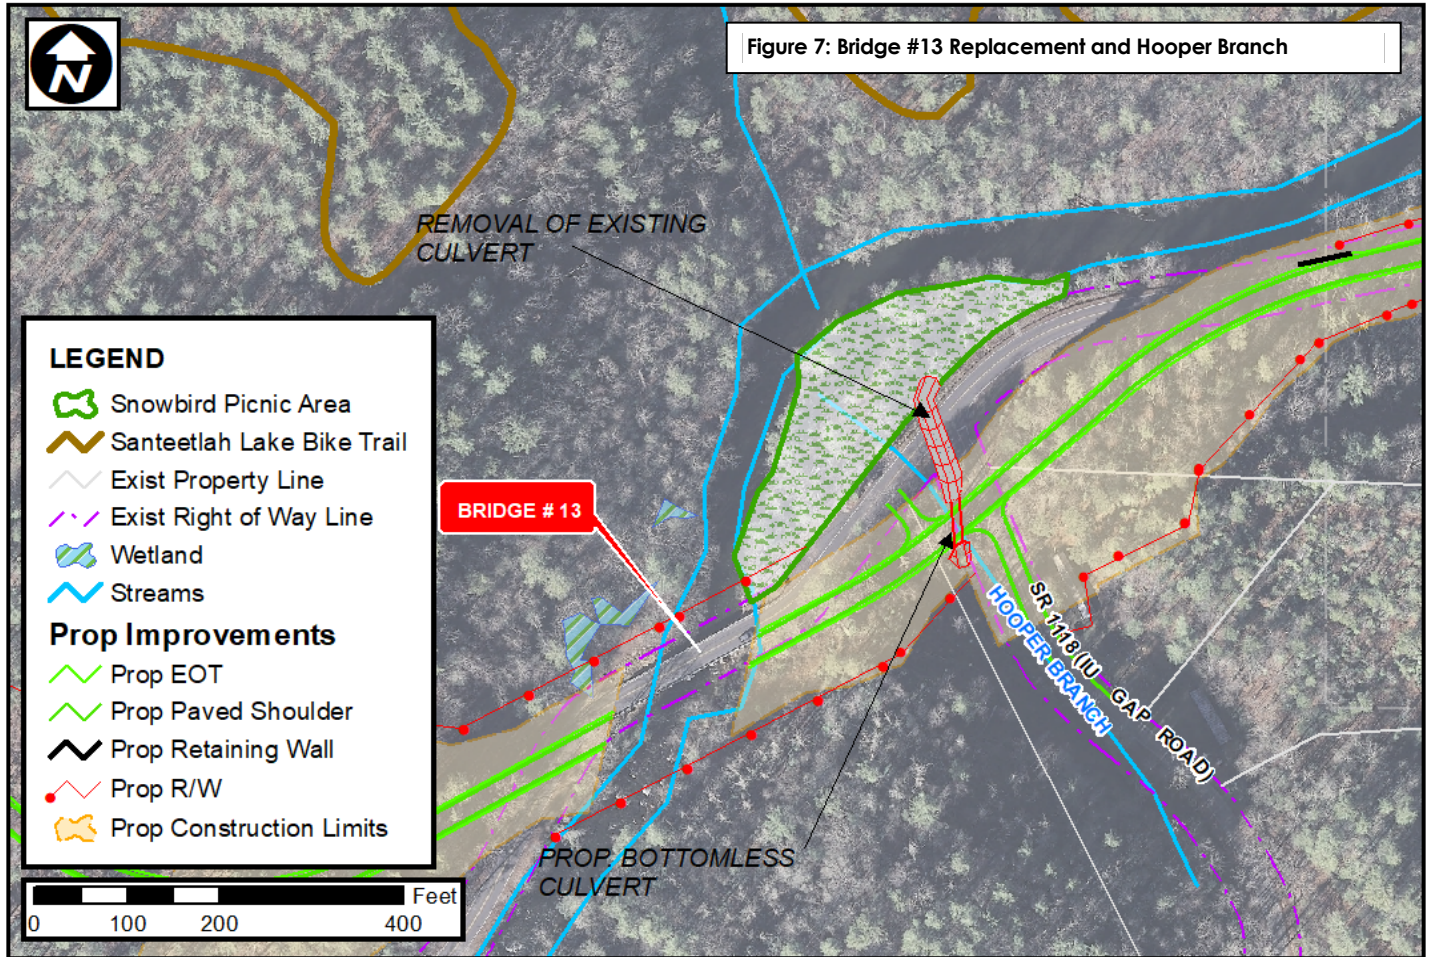 N
Figure 7: Bridge #13 Replacement and Hooper Branch
REMOVAL OF EXISTING
CULVERT
LEGEND
Snowbird Picnic Area
Santeetlah Lake Bike Trail
Exist Property Line
Exist Right of Way Line
Wetland
Streams
Prop Improvements
Prop EOT
Prop Paved Shoulder
Prop Retaining Wall
Prop R/W
Prop Construction Limits
BRIDGE # 13
SR 1118 (IU GAP ROAD)
HOOPER BRANCH
PROP. BOTTOMLESS
CULVERT
Feet
0 100 200 400